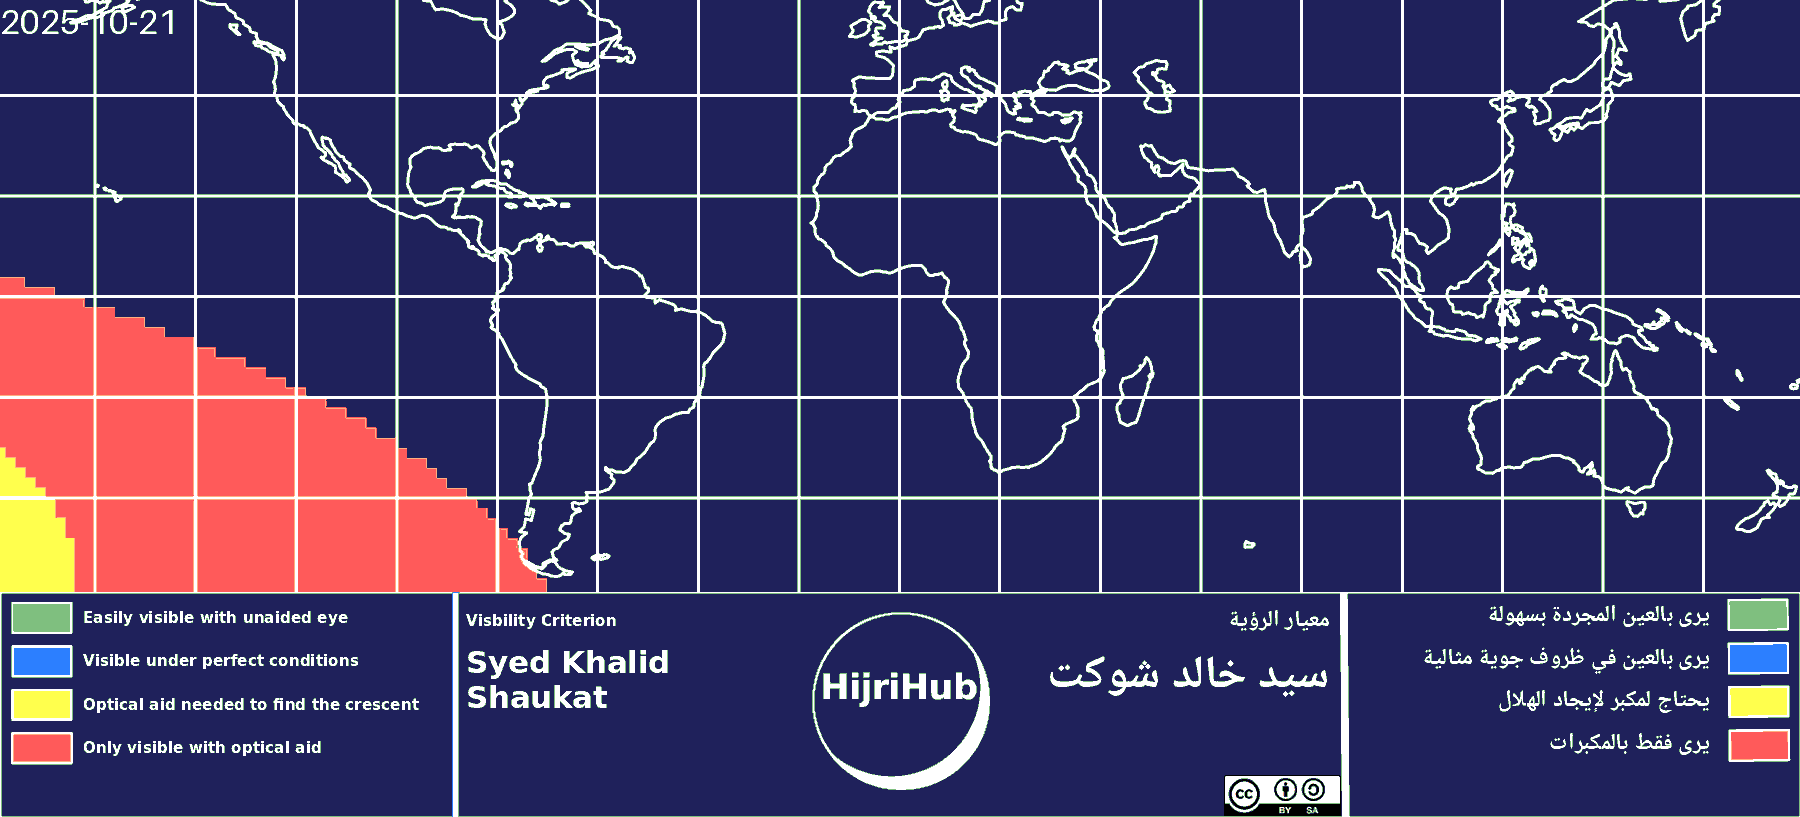 2025-10-21
Easily visible with unaided eye
Visible under perfect conditions
Optical aid needed to find the crescent
Only visible with optical aid
Visbility Criterion
Syed Khalid
Shaukat
HijriHub
معيار الرؤية
سيد خالد شوكت
cc
BY SA
يرى بالعين المجردة بسهولة
يرى بالعين في ظروف جوية مثالية
يحتاج لمكبر لإيجاد الهلال
يرى فقط بالمكبرات